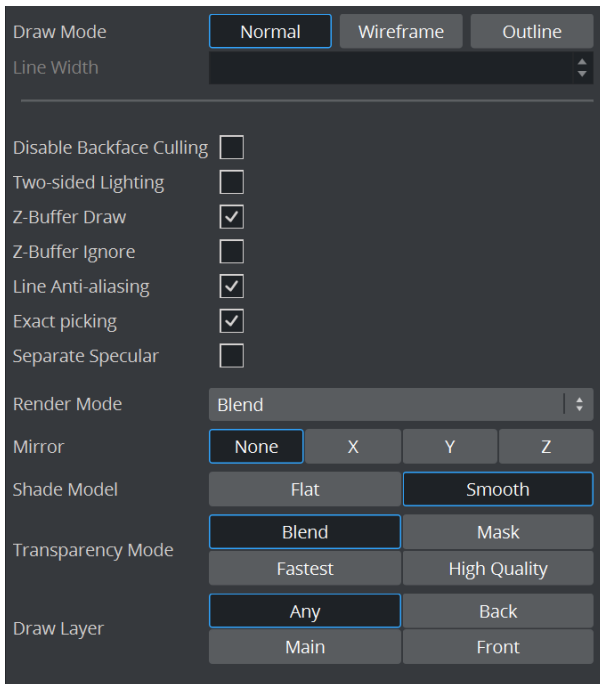 Draw Mode Normal Wireframe Outline
Line Width
Disable Backface Culling
Two-sided Lighting
Z-Buffer Draw
Z-Buffer Ignore
Line Anti-aliasing
Exact picking
Separate Specular
Render Mode Blend
Mirror None X Y Z
Shade Model Flat Smooth
Transparency Mode Blend Mask
Fastest High Quality
Draw Layer Any Back
Main Front